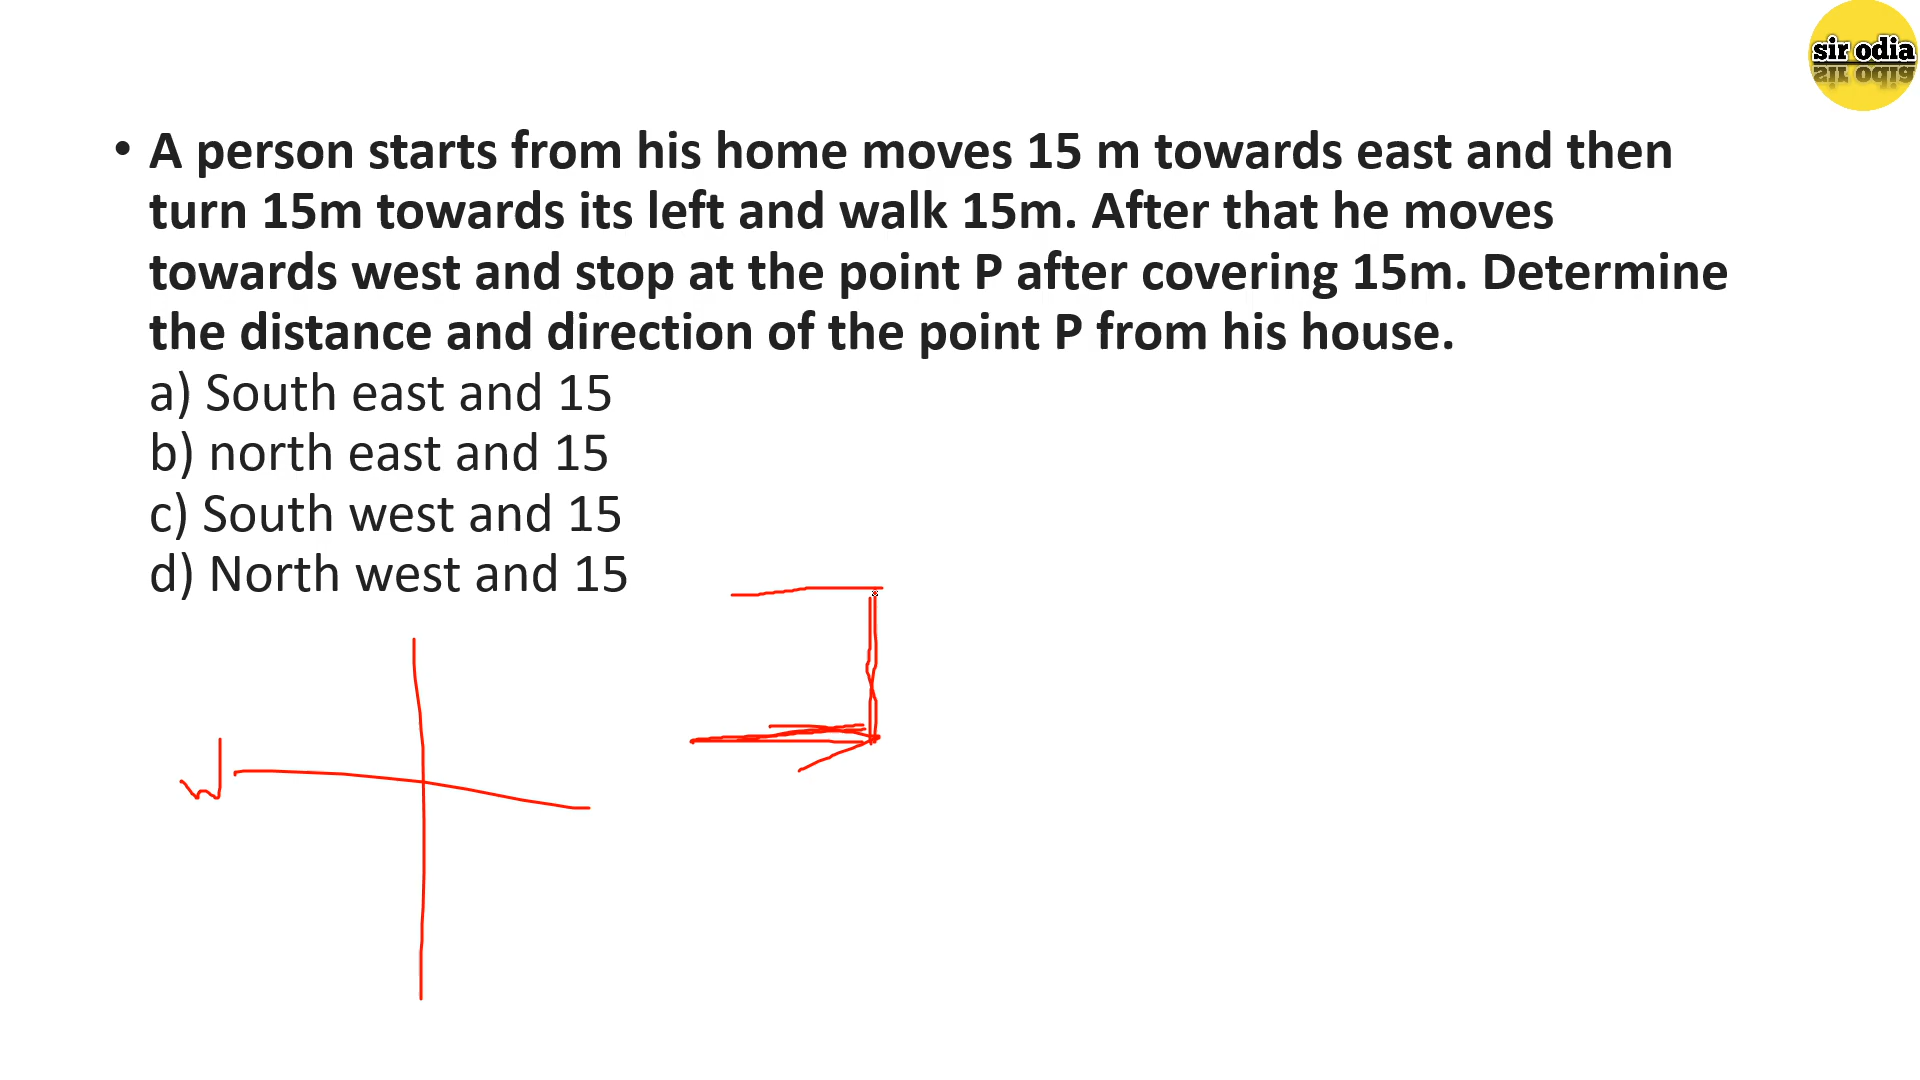 sir odia
• A person starts from his home moves 15 m towards east and then
turn 15m towards its left and walk 15m. After that he moves
towards west and stop at the point P after covering 15m. Determine
the distance and direction of the point P from his house.
a) South east and 15
b) north east and 15
c) South west and 15
d) North west and 15
W